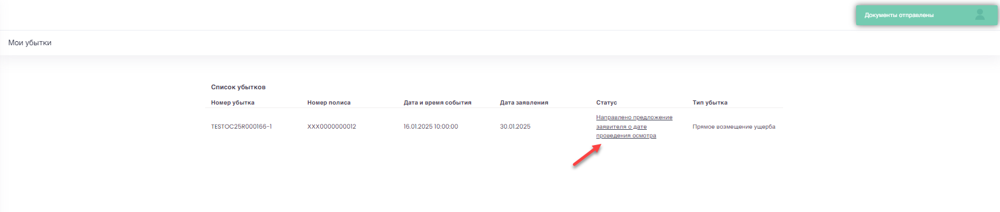 Документы отправлены
Мои убытки
Список убытков
Номер убытка Номер полиса Дата и время события Дата заявления Статус Тип убытка
TESTOC25R000166-1 XXX0000000012 16.01.2025 10:00:00 30.01.2025 Направлено предложение
заявителя о дате
проведения осмотра
Прямое возмещение ущерба